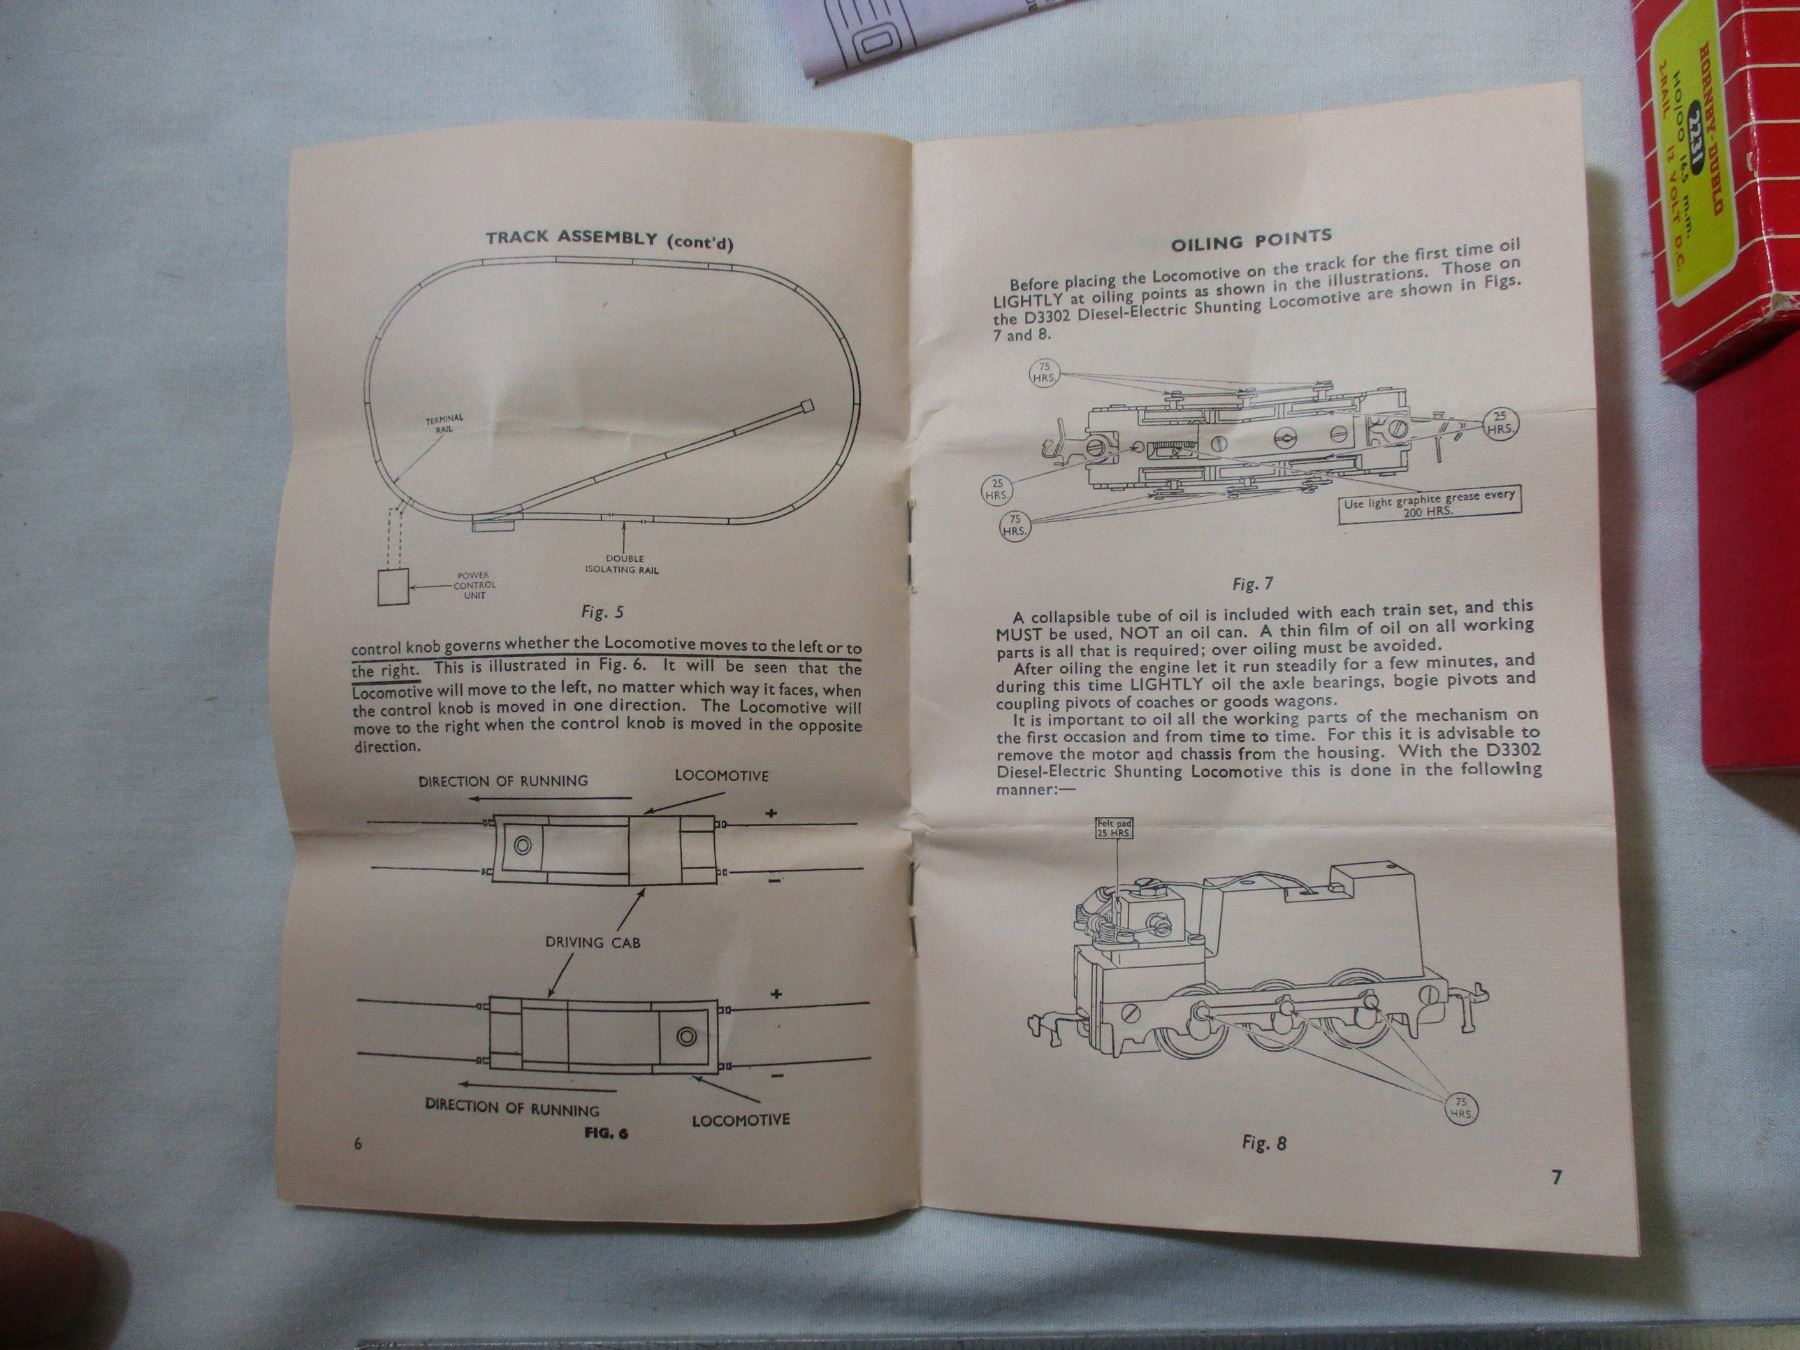 TRACK ASSEMBLY (cont'd)
TERMINAL
RAIL
DOUBLE
ISOLATING RAIL
POWER
CONTROL
UNIT
Fig. 5
control knob governs whether the Locomotive moves to the left or to
the right. This is illustrated in Fig. 6. It will be seen that the
Locomotive will move to the left, no matter which way it faces, when
the control knob is moved in one direction. The Locomotive will
move to the right when the control knob is moved in the opposite
direction.
DIRECTION OF RUNNING
LOCOMOTIVE
+
−
DRIVING CAB
+
−
DIRECTION OF RUNNING
LOCOMOTIVE
FIG. 6
6
OILING POINTS
Before placing the Locomotive on the track for the first time oil
LIGHTLY at oiling points as shown in the illustrations. Those on
the D3302 Diesel-Electric Shunting Locomotive are shown in Figs.
7 and 8.
75
HRS.
25
HRS.
25
HRS.
75
HRS.
Use light graphite grease every
200 HRS.
Fig. 7
A collapsible tube of oil is included with each train set, and this
MUST be used, NOT an oil can. A thin film of oil on all working
parts is all that is required; over oiling must be avoided.
After oiling the engine let it run steadily for a few minutes, and
during this time LIGHTLY oil the axle bearings, bogie pivots and
coupling pivots of coaches or goods wagons.
It is important to oil all the working parts of the mechanism on
the first occasion and from time to time. For this it is advisable to
remove the motor and chassis from the housing. With the D3302
Diesel-Electric Shunting Locomotive this is done in the following
manner:—
Felt pad
25 HRS.
75
HRS.
Fig. 8
7
HORNBY-DUBLO
2231
HO/OO 16.5 m.m.
2 RAIL 12 VOLT D.C.